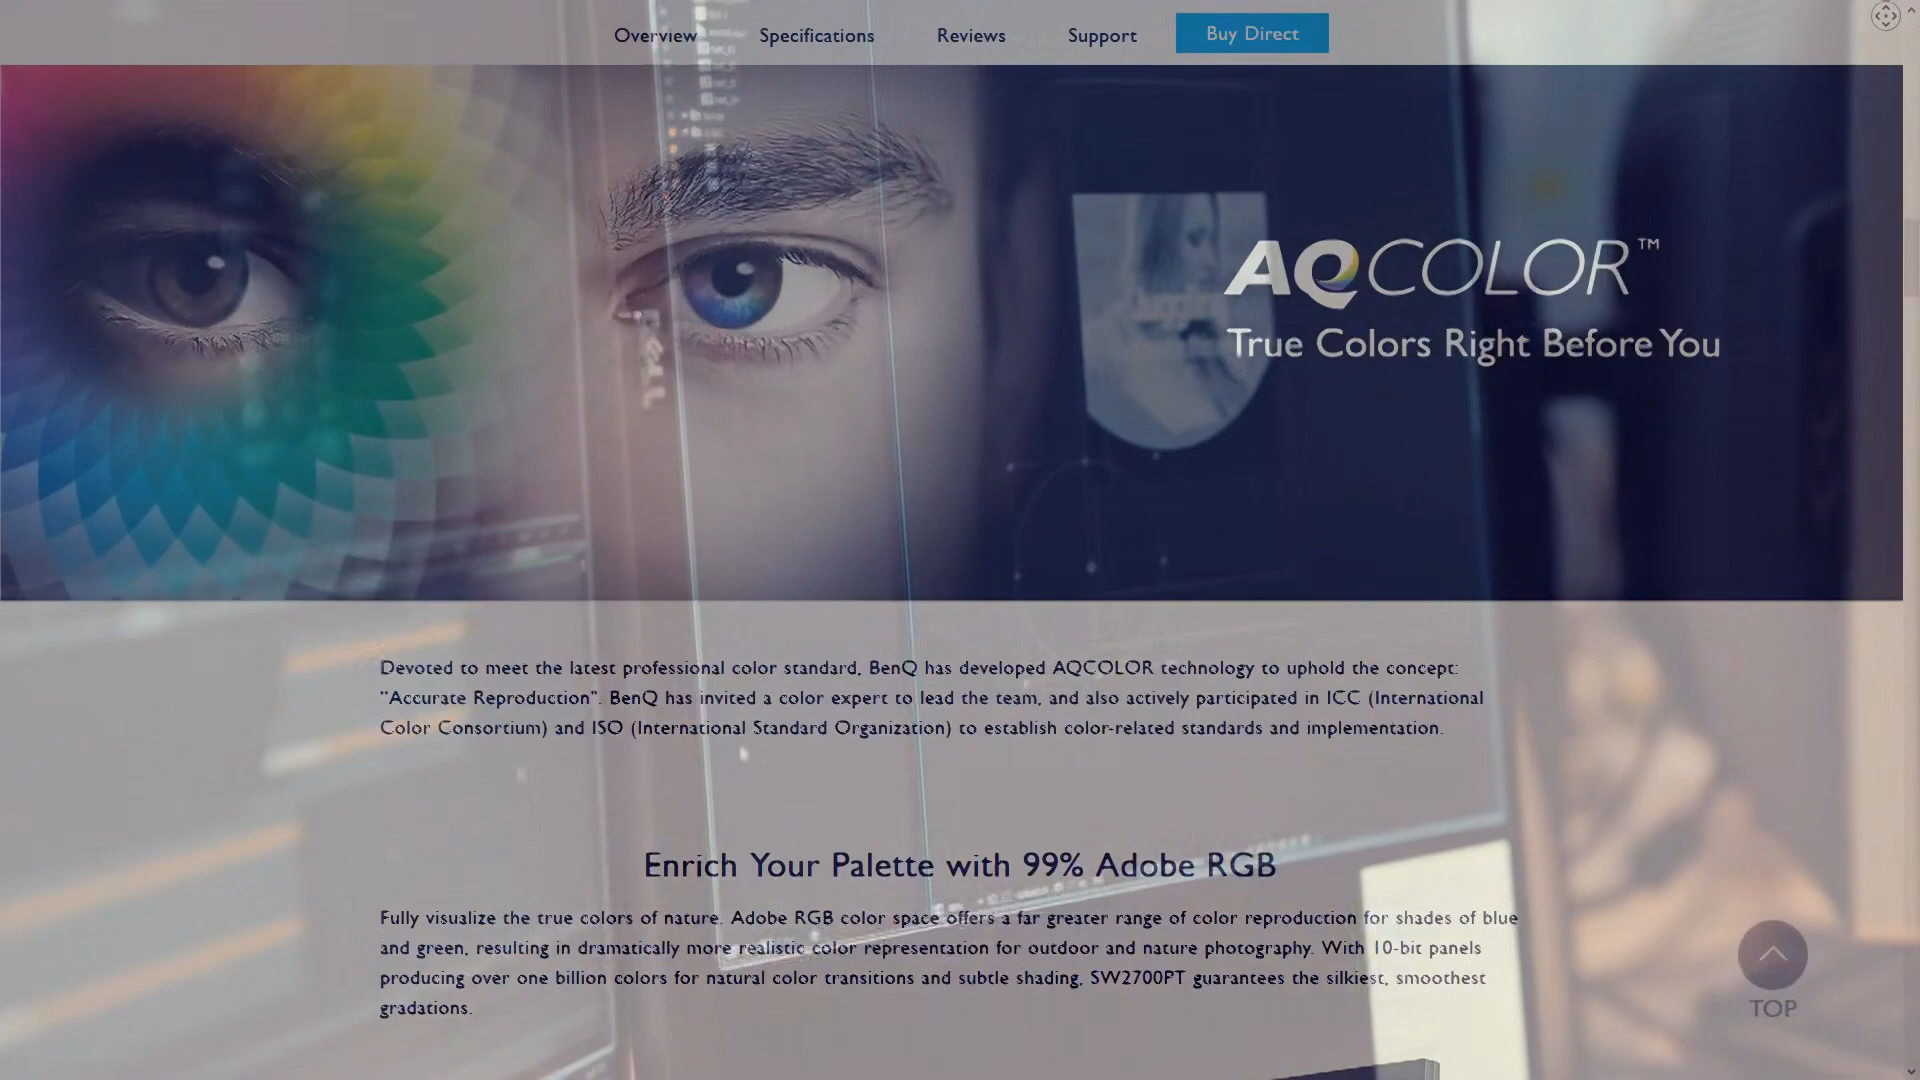 Overview Specifications Reviews Support Buy Direct
AQCOLOR™
True Colors Right Before You
Devoted to meet the latest professional color standard, BenQ has developed AQCOLOR technology to uphold the concept:
"Accurate Reproduction". BenQ has invited a color expert to lead the team, and also actively participated in ICC (International
Color Consortium) and ISO (International Standard Organization) to establish color-related standards and implementation.
Enrich Your Palette with 99% Adobe RGB
Fully visualize the true colors of nature. Adobe RGB color space offers a far greater range of color reproduction for shades of blue
and green, resulting in dramatically more realistic color representation for outdoor and nature photography. With 10-bit panels
producing over one billion colors for natural color transitions and subtle shading, SW2700PT guarantees the silkiest, smoothest
gradations.
TOP